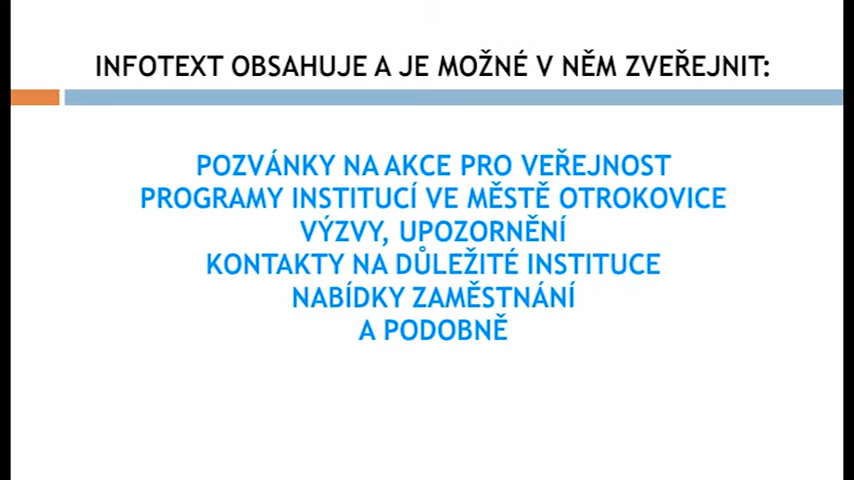 INFOTEXT OBSAHUJE A JE MOŽNÉ V NĚM ZVEŘEJNIT:
POZVÁNKY NA AKCE PRO VEŘEJNOST
PROGRAMY INSTITUCÍ VE MĚSTĚ OTROKOVICE
VÝZVY, UPOZORNĚNÍ
KONTAKTY NA DŮLEŽITÉ INSTITUCE
NABÍDKY ZAMĚSTNÁNÍ
A PODOBNĚ